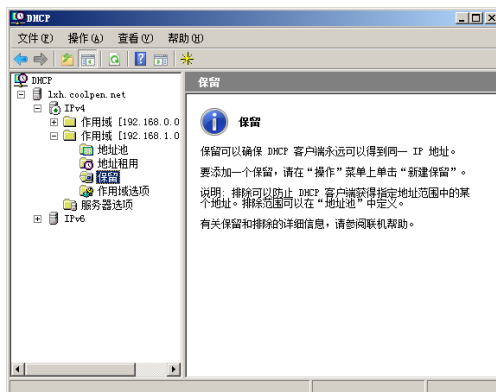 DHCP
文件(F) 操作(A) 查看(V) 帮助(H)
DHCP
lxh.coolpen.net
IPv4
作用域 [192.168.0.0
作用域 [192.168.1.0
地址池
地址租用
保留
作用域选项
服务器选项
IPv6
保留
保留
保留可以确保 DHCP 客户端永远可以得到同一 IP 地址。
要添加一个保留，请在“操作”菜单上单击“新建保留”。
说明: 排除可以防止 DHCP 客户端获得指定地址范围中的某
个地址。排除范围可以在“地址池”中定义。
有关保留和排除的详细信息，请参阅联机帮助。